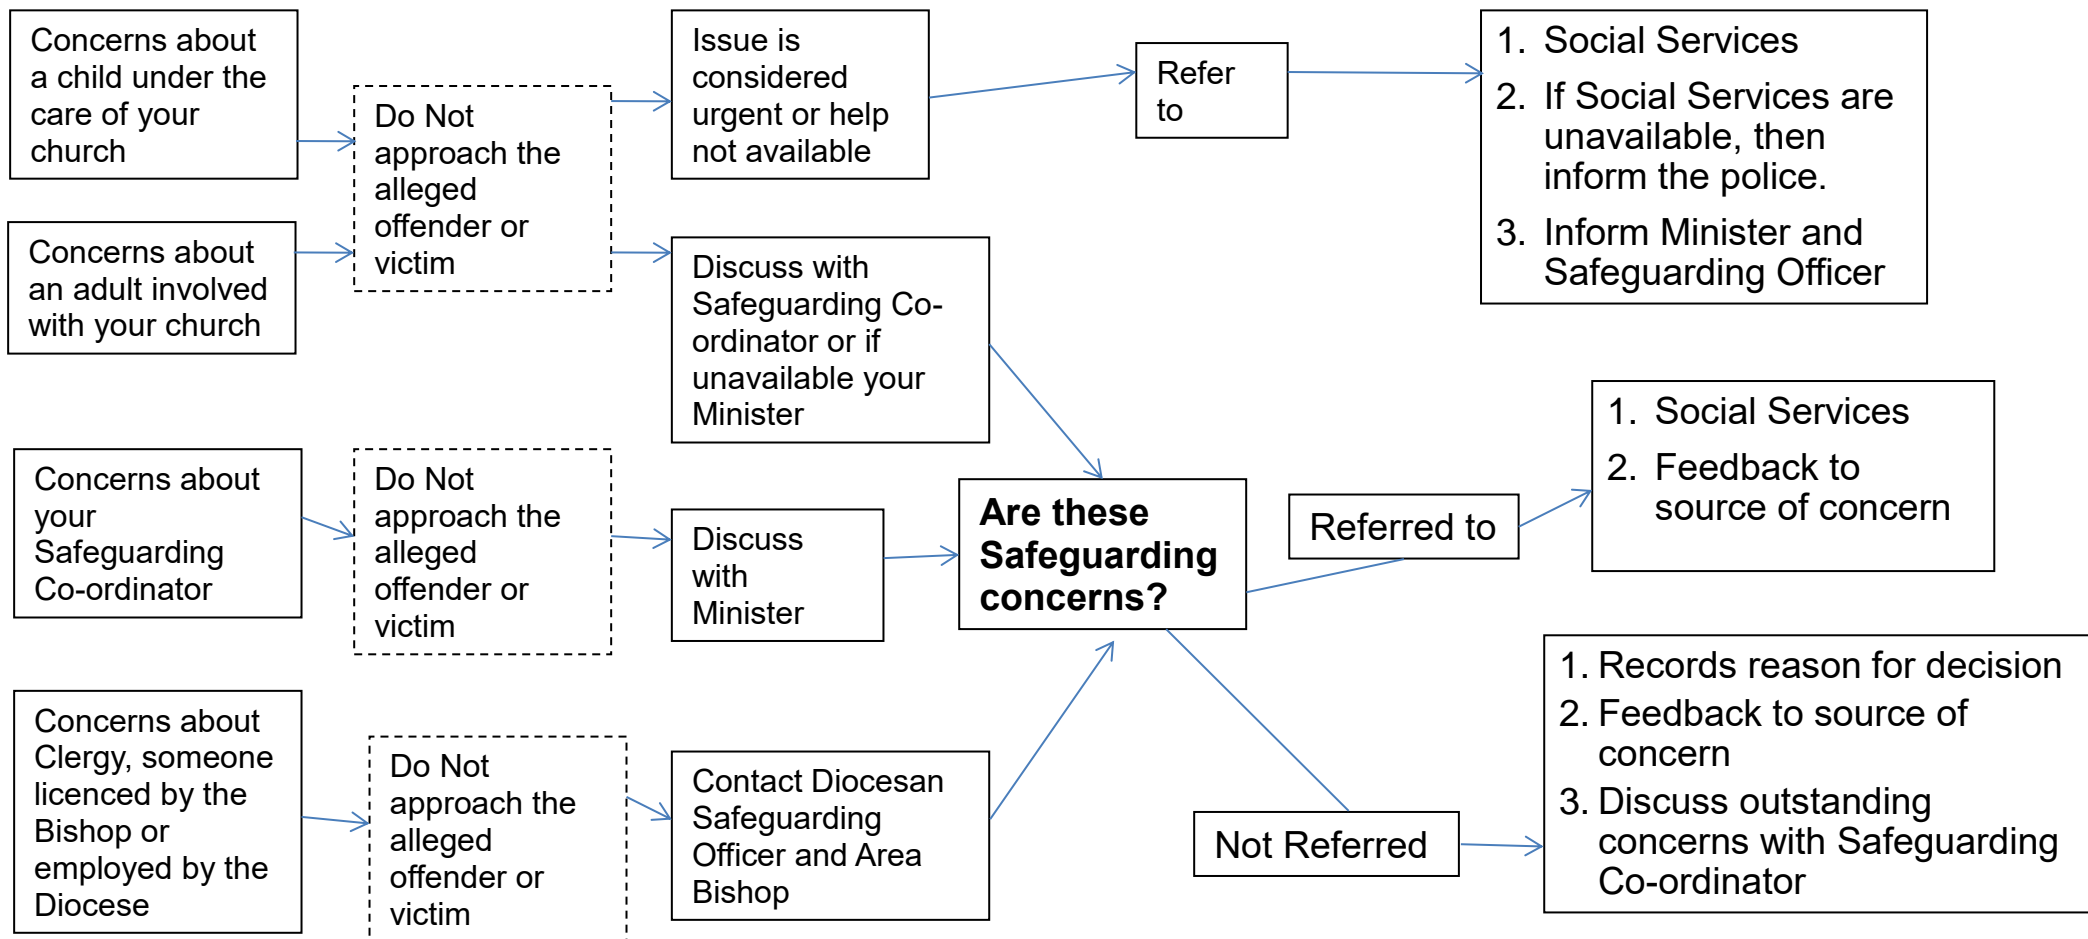 Concerns about
a child under the
care of your
church
Do Not
approach the
alleged
offender or
victim
Issue is
considered
urgent or help
not available
Refer
to
1. Social Services
2. If Social Services are
unavailable, then
inform the police.
3. Inform Minister and
Safeguarding Officer
Concerns about
an adult involved
with your church
Discuss with
Safeguarding Co-
ordinator or if
unavailable your
Minister
Concerns about
your
Safeguarding
Co-ordinator
Do Not
approach the
alleged
offender or
victim
Discuss
with
Minister
Are these
Safeguarding
concerns?
Referred to
1. Social Services
2. Feedback to
source of concern
Concerns about
Clergy, someone
licenced by the
Bishop or
employed by the
Diocese
Do Not
approach the
alleged
offender or
victim
Contact Diocesan
Safeguarding
Officer and Area
Bishop
Not Referred
1. Records reason for decision
2. Feedback to source of
concern
3. Discuss outstanding
concerns with Safeguarding
Co-ordinator